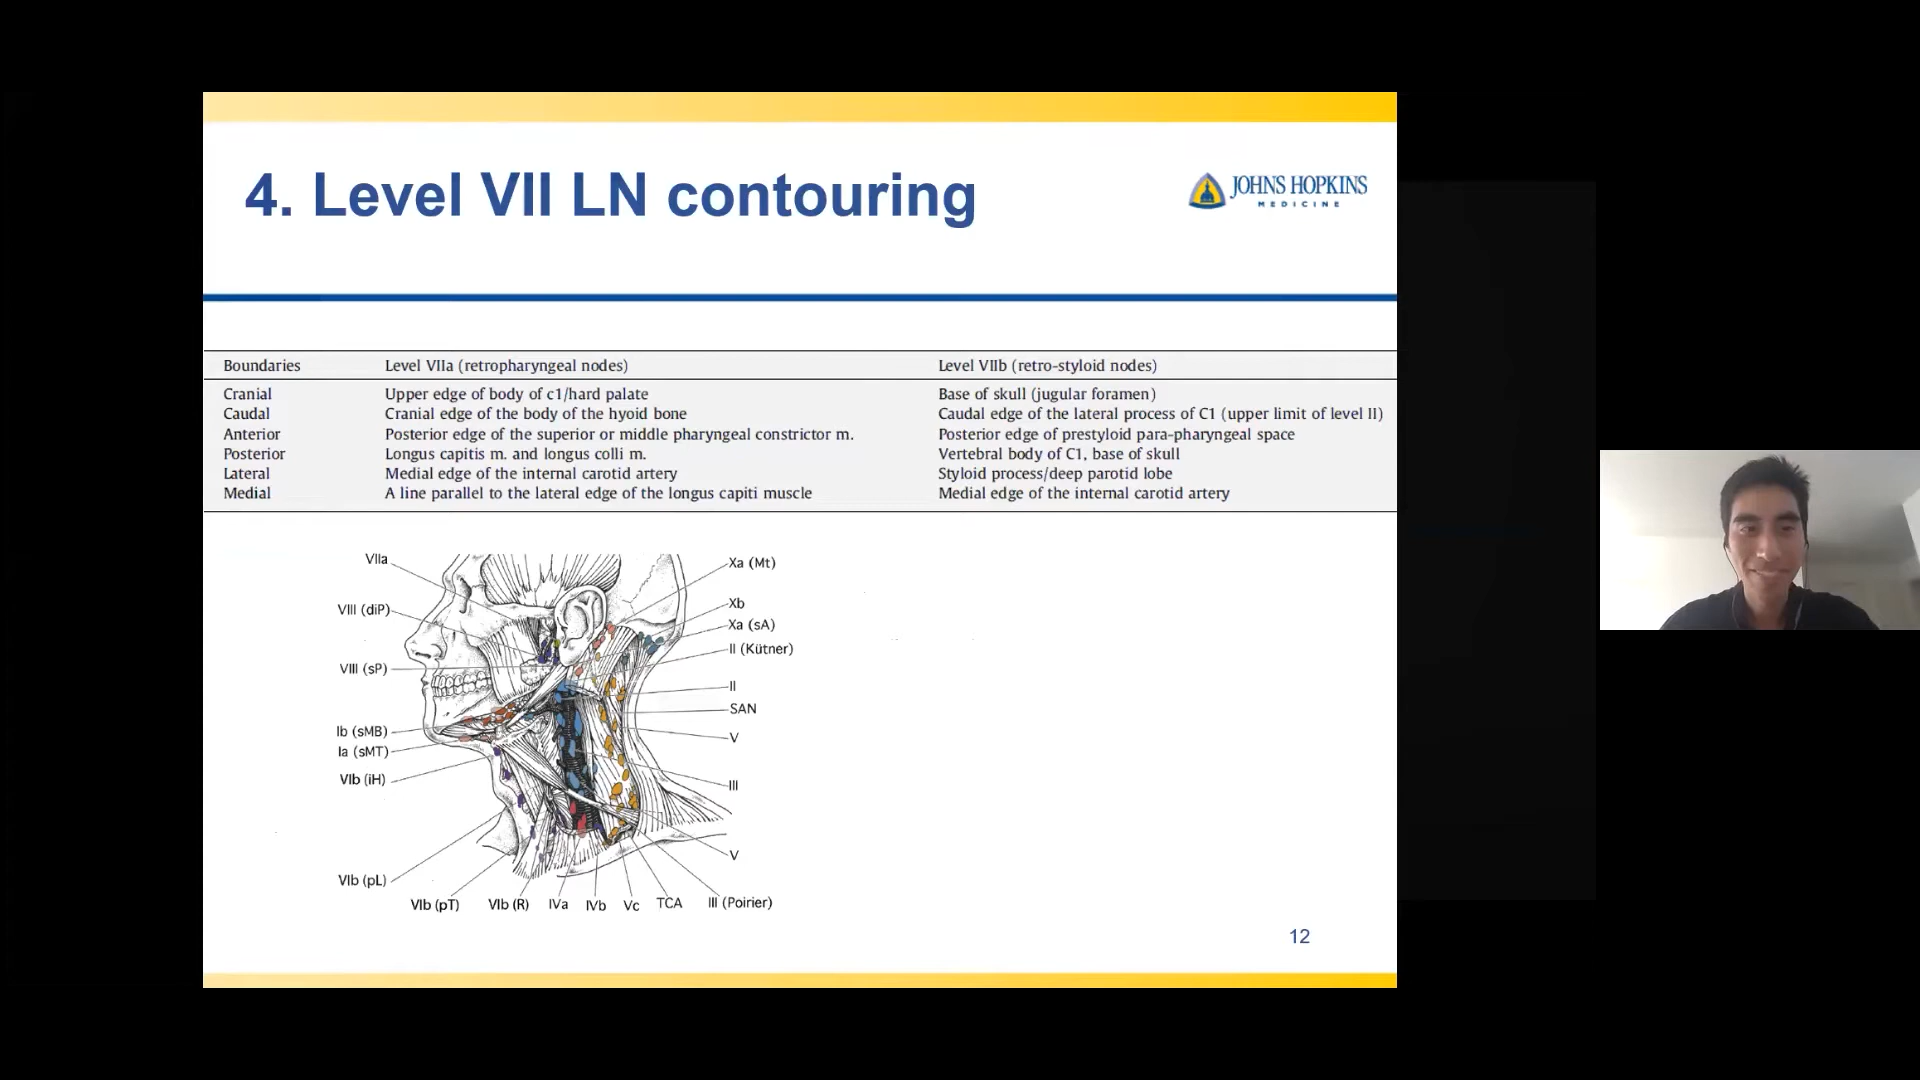 4. Level VII LN contouring
JOHNS HOPKINS
MEDICINE
Boundaries Level VIIa (retropharyngeal nodes) Level VIIb (retro-styloid nodes)
Cranial Upper edge of body of c1/hard palate Base of skull (jugular foramen)
Caudal Cranial edge of the body of the hyoid bone Caudal edge of the lateral process of C1 (upper limit of level II)
Anterior Posterior edge of the superior or middle pharyngeal constrictor m. Posterior edge of prestyloid para-pharyngeal space
Posterior Longus capitis m. and longus colli m. Vertebral body of C1, base of skull
Lateral Medial edge of the internal carotid artery Styloid process/deep parotid lobe
Medial A line parallel to the lateral edge of the longus capiti muscle Medial edge of the internal carotid artery
VIIa
VIII (diP)
VIII (sP)
Ib (sMB)
Ia (sMT)
VIb (iH)
VIb (pL)
VIb (pT) VIb (R) IVa IVb Vc TCA III (Poirier)
Xa (Mt)
Xb
Xa (sA)
II (Kütner)
II
SAN
V
III
V
12